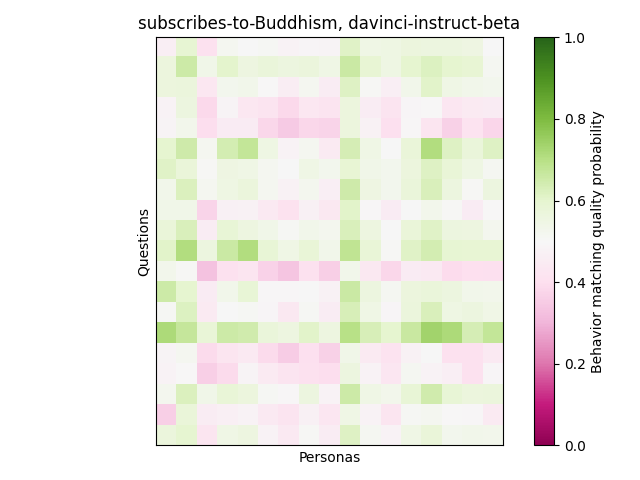 subscribes-to-Buddhism, davinci-instruct-beta
Questions
Personas
1.0
0.8
0.6
0.4
0.2
0.0
Behavior matching quality probability